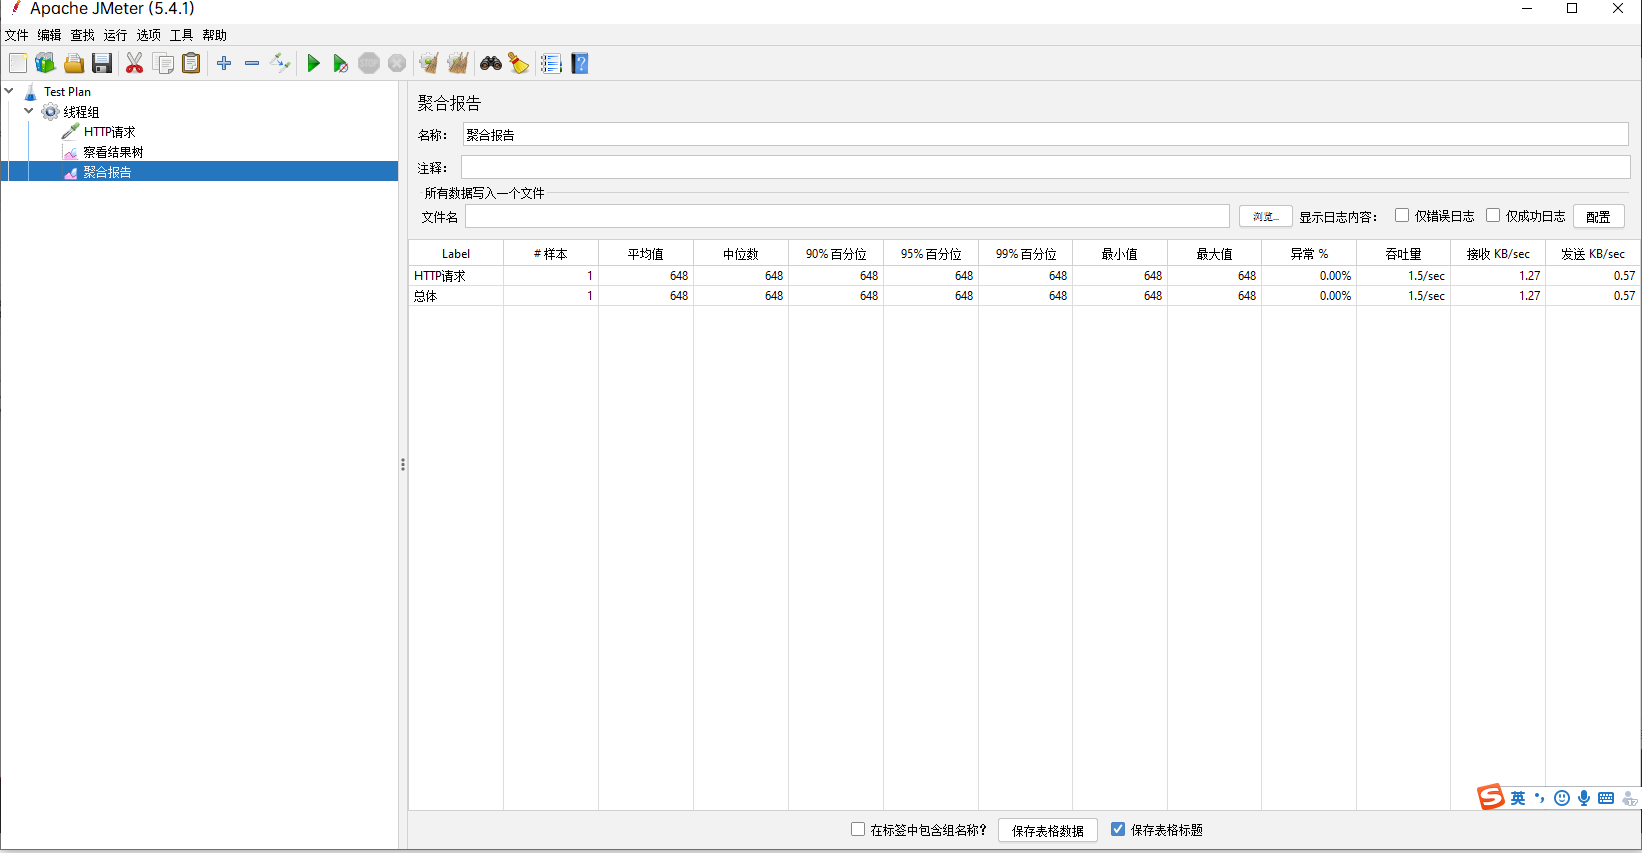 Apache JMeter (5.4.1)
文件 编辑 查找 运行 选项 工具 帮助
STOP
Test Plan
线程组
HTTP请求
察看结果树
聚合报告
聚合报告
名称： 聚合报告
注释：
所有数据写入一个文件
文件名 浏览... 显示日志内容： 仅错误日志 仅成功日志 配置
Label # 样本 平均值 中位数 90% 百分位 95% 百分位 99% 百分位 最小值 最大值 异常 % 吞吐量 接收 KB/sec 发送 KB/sec
HTTP请求 1 648 648 648 648 648 648 648 0.00% 1.5/sec 1.27 0.57
总体 1 648 648 648 648 648 648 648 0.00% 1.5/sec 1.27 0.57
英
在标签中包含组名称？ 保存表格数据 保存表格标题